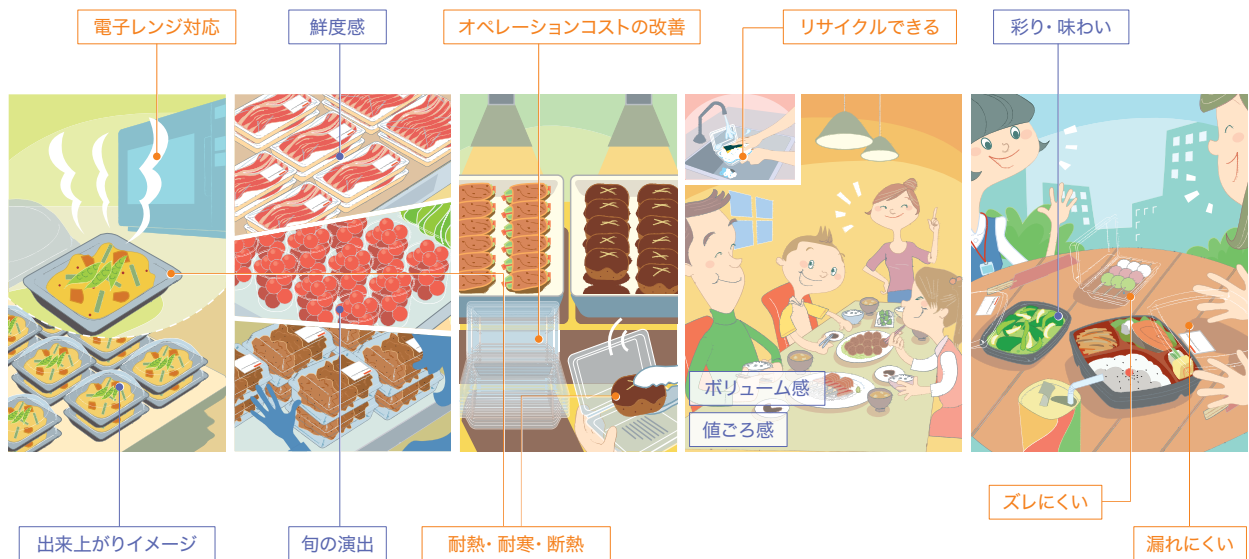 電子レンジ対応
鮮度感
オペレーションコストの改善
リサイクルできる
彩り・味わい
ボリューム感
値ごろ感
ズレにくい
出来上がりイメージ
旬の演出
耐熱・耐寒・断熱
漏れにくい